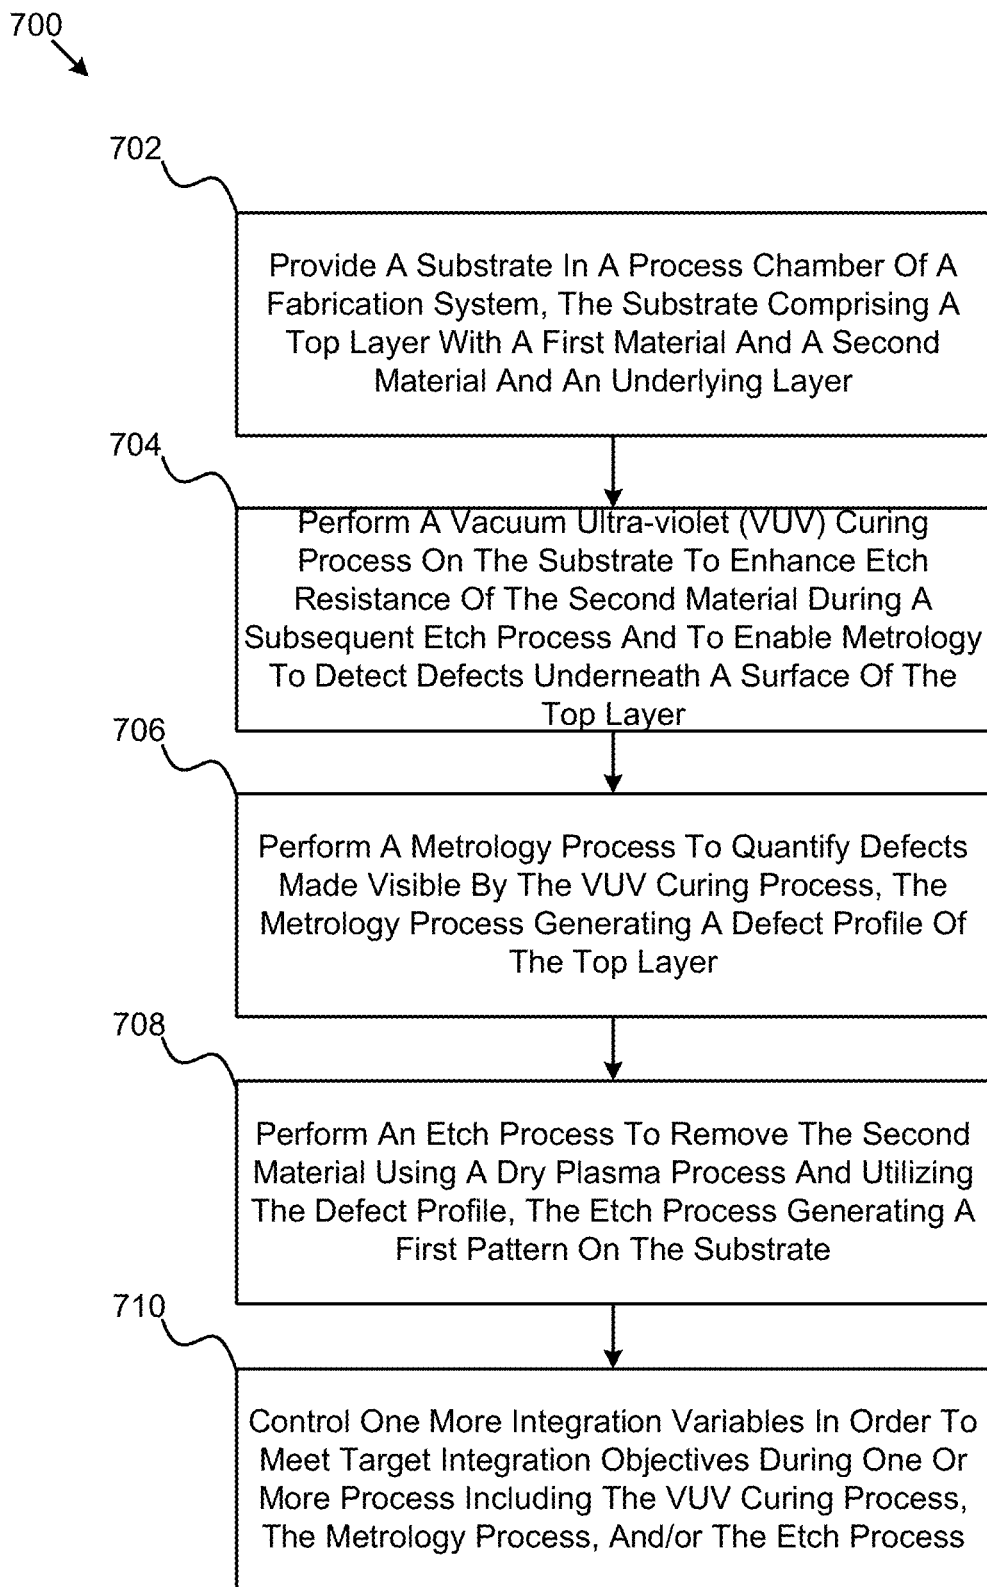 700
702
Provide A Substrate In A Process Chamber Of A
Fabrication System, The Substrate Comprising A
Top Layer With A First Material And A Second
Material And An Underlying Layer
704
Perform A Vacuum Ultra-violet (VUV) Curing
Process On The Substrate To Enhance Etch
Resistance Of The Second Material During A
Subsequent Etch Process And To Enable Metrology
To Detect Defects Underneath A Surface Of The
Top Layer
706
Perform A Metrology Process To Quantify Defects
Made Visible By The VUV Curing Process, The
Metrology Process Generating A Defect Profile Of
The Top Layer
708
Perform An Etch Process To Remove The Second
Material Using A Dry Plasma Process And Utilizing
The Defect Profile, The Etch Process Generating A
First Pattern On The Substrate
710
Control One More Integration Variables In Order To
Meet Target Integration Objectives During One Or
More Process Including The VUV Curing Process,
The Metrology Process, And/or The Etch Process